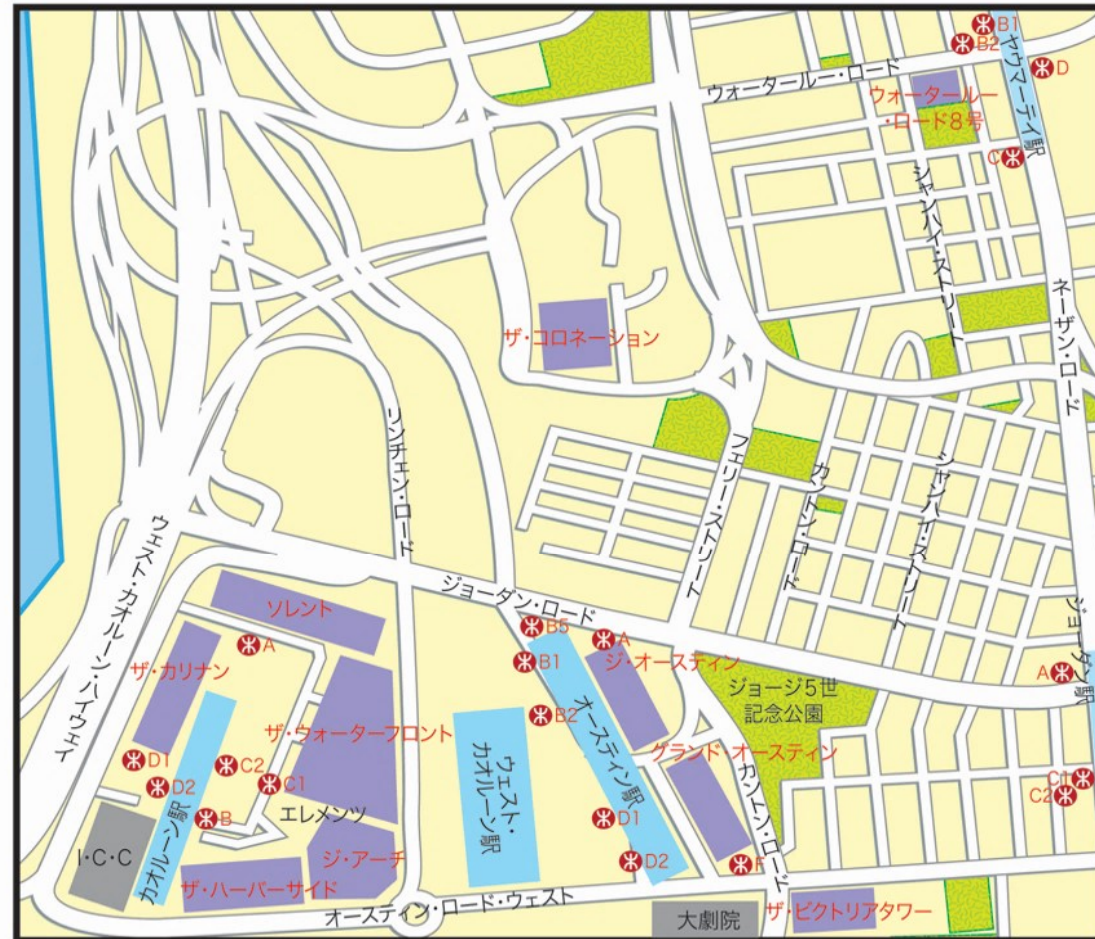 B1
B2
ヤウマーテイ駅
D
ウォータールー・ロード
ウォータールー
・ロード8号
C
シャンハイ・ストリート
ネーザン・ロード
ザ・コロネーション
リンチェン・ロード
フェリー・ストリート
カントン・ロード
シャンハイ・ストリート
ウェスト・カオルーン・ハイウェイ
ジョーダン・ロード
ジョーダン駅
ソレント
A
ザ・カリナン
B5
A
B1
ジ・オースティン
ジョージ5世
記念公園
A
B2
オースティン駅
ザ・ウォーターフロント
グランド・オースティン
カントン・ロード
ウェスト・
カオルーン駅
D1
D2
C2
C1
B
エレメンツ
カオルーン駅
I・C・C
ジ・アーチ
ザ・ハーバーサイド
D1
D2
F
C1
C2
オースティン・ロード・ウェスト
大劇院
ザ・ビクトリアタワー